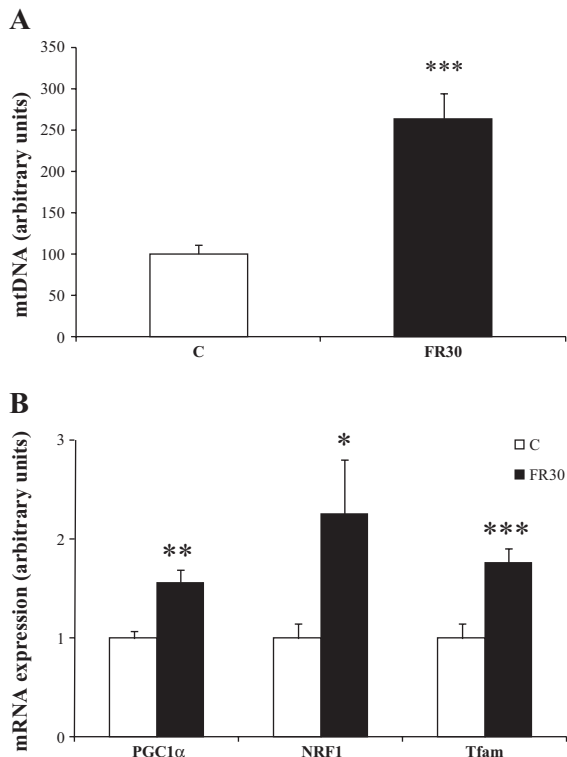 A
mtDNA (arbitrary units)
350
300
250
200
150
100
50
0
***
C
FR30
B
mRNA expression (arbitrary units)
3
2
1
0
C
FR30
**
*
***
PGC1α
NRF1
Tfam